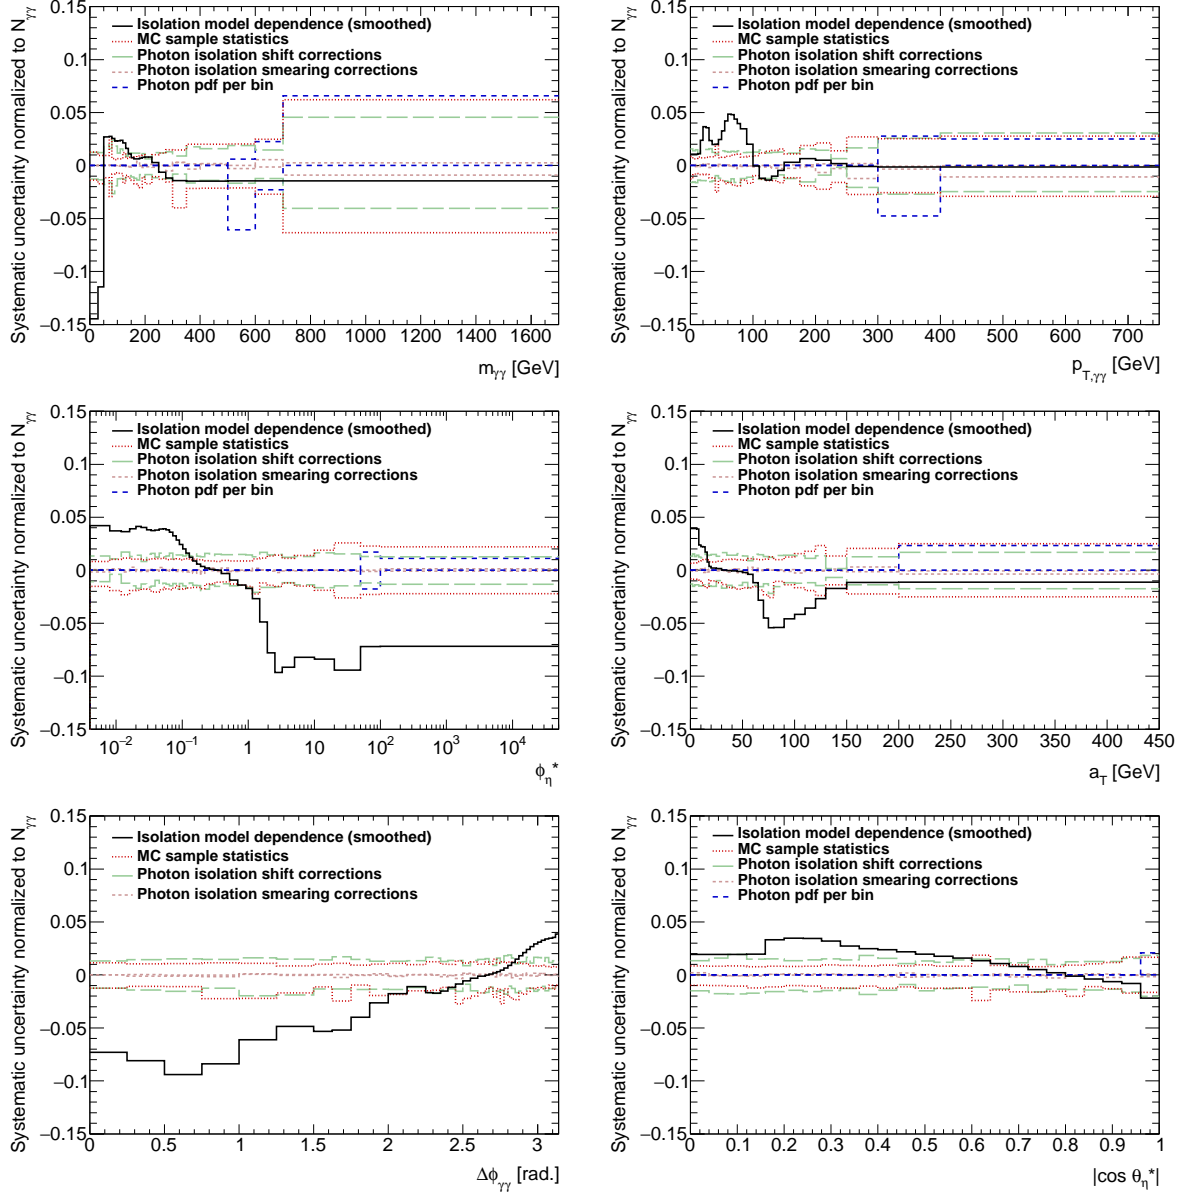 Systematic uncertainty normalized to Nγγ
0.15
0.1
0.05
0
−0.05
−0.1
−0.15
Isolation model dependence (smoothed)
MC sample statistics
Photon isolation shift corrections
Photon isolation smearing corrections
Photon pdf per bin
0 200 400 600 800 1000 1200 1400 1600
mγγ [GeV]
Systematic uncertainty normalized to Nγγ
0.15
0.1
0.05
0
−0.05
−0.1
−0.15
Isolation model dependence (smoothed)
MC sample statistics
Photon isolation shift corrections
Photon isolation smearing corrections
Photon pdf per bin
0 100 200 300 400 500 600 700
pT,γγ [GeV]
Systematic uncertainty normalized to Nγγ
0.15
0.1
0.05
0
−0.05
−0.1
−0.15
Isolation model dependence (smoothed)
MC sample statistics
Photon isolation shift corrections
Photon isolation smearing corrections
Photon pdf per bin
10⁻² 10⁻¹ 1 10 10² 10³ 10⁴
ϕη*
Systematic uncertainty normalized to Nγγ
0.15
0.1
0.05
0
−0.05
−0.1
−0.15
Isolation model dependence (smoothed)
MC sample statistics
Photon isolation shift corrections
Photon isolation smearing corrections
Photon pdf per bin
0 50 100 150 200 250 300 350 400 450
aT [GeV]
Systematic uncertainty normalized to Nγγ
0.15
0.1
0.05
0
−0.05
−0.1
−0.15
Isolation model dependence (smoothed)
MC sample statistics
Photon isolation shift corrections
Photon isolation smearing corrections
0 0.5 1 1.5 2 2.5 3
Δϕγγ [rad.]
Systematic uncertainty normalized to Nγγ
0.15
0.1
0.05
0
−0.05
−0.1
−0.15
Isolation model dependence (smoothed)
MC sample statistics
Photon isolation shift corrections
Photon isolation smearing corrections
Photon pdf per bin
0 0.1 0.2 0.3 0.4 0.5 0.6 0.7 0.8 0.9 1
|cos θη*|